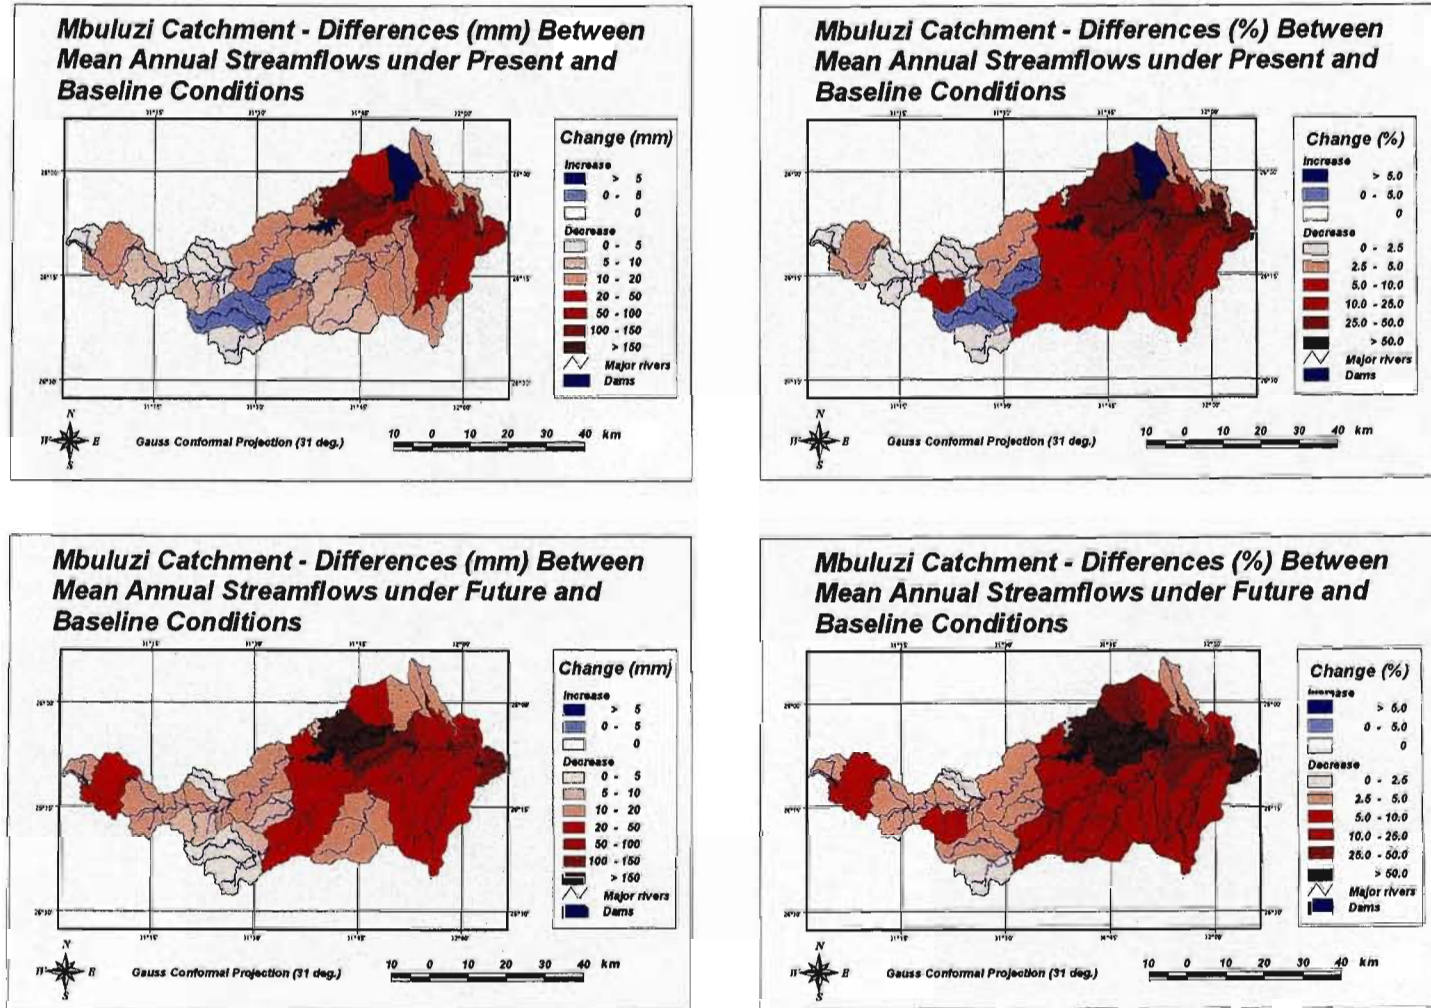 Mbuluzi Catchment - Differences (mm) Between
Mean Annual Streamflows under Present and
Baseline Conditions
Change (mm)
Increase
> 5
0 - 5
0
Decrease
0 - 5
5 - 10
10 - 20
20 - 50
50 - 100
100 - 150
> 150
Major rivers
Dams
N
W E
S
Gauss Conformal Projection (31 deg.)
10 0 10 20 30 40 km
Mbuluzi Catchment - Differences (%) Between
Mean Annual Streamflows under Present and
Baseline Conditions
Change (%)
Increase
> 5.0
0 - 5.0
0
Decrease
0 - 2.5
2.5 - 5.0
5.0 - 10.0
10.0 - 25.0
25.0 - 50.0
> 50.0
Major rivers
Dams
N
W E
S
Gauss Conformal Projection (31 deg.)
10 0 10 20 30 40 km
Mbuluzi Catchment - Differences (mm) Between
Mean Annual Streamflows under Future and
Baseline Conditions
Change (mm)
Increase
> 5
0 - 5
0
Decrease
0 - 5
5 - 10
10 - 20
20 - 50
50 - 100
100 - 150
> 150
Major rivers
Dams
N
W E
S
Gauss Conformal Projection (31 deg.)
10 0 10 20 30 40 km
Mbuluzi Catchment - Differences (%) Between
Mean Annual Streamflows under Future and
Baseline Conditions
Change (%)
Increase
> 5.0
0 - 5.0
0
Decrease
0 - 2.5
2.5 - 5.0
5.0 - 10.0
10.0 - 25.0
25.0 - 50.0
> 50.0
Major rivers
Dams
N
W E
S
Gauss Conformal Projection (31 deg.)
10 0 10 20 30 40 km